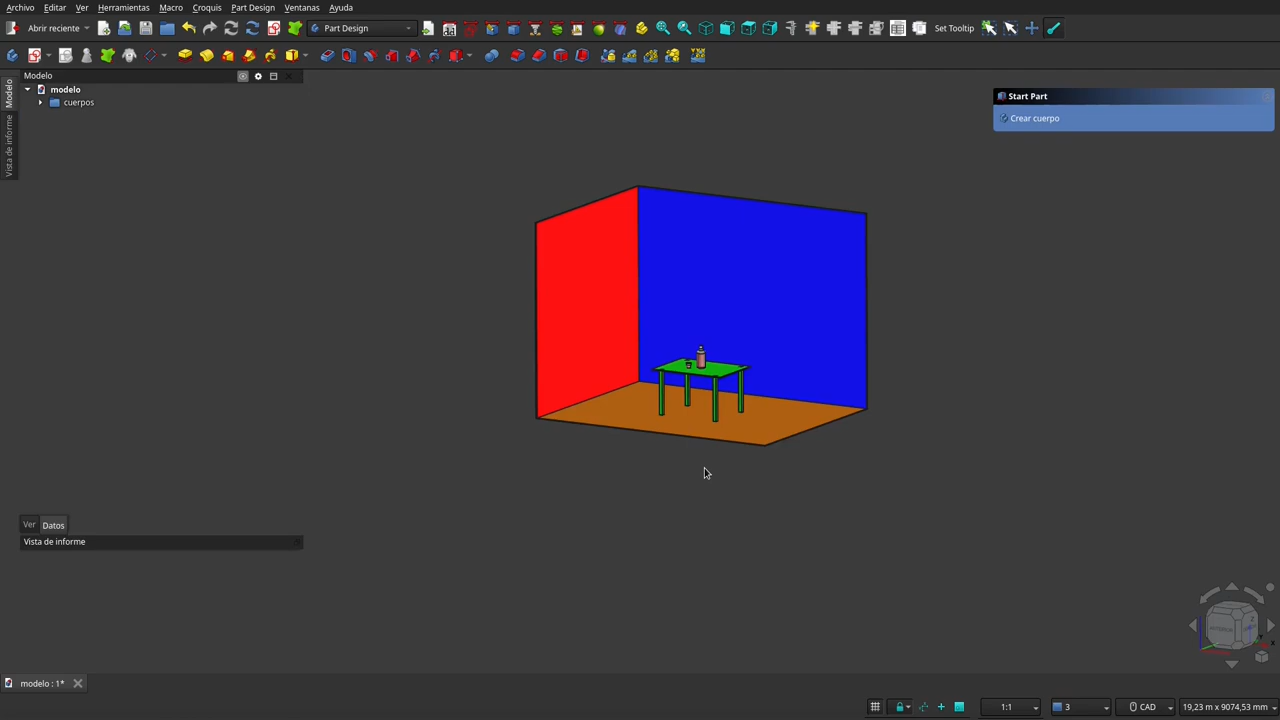 Archivo Editar Ver Herramientas Macro Croquis Part Design Ventanas Ayuda
Abrir reciente Part Design Set Tooltip
Modelo
Modelo
Vista de informe
modelo
cuerpos
Start Part
Crear cuerpo
Ver Datos
Vista de informe
modelo : 1*
1:1 3 CAD 19,23 m x 9074,53 mm